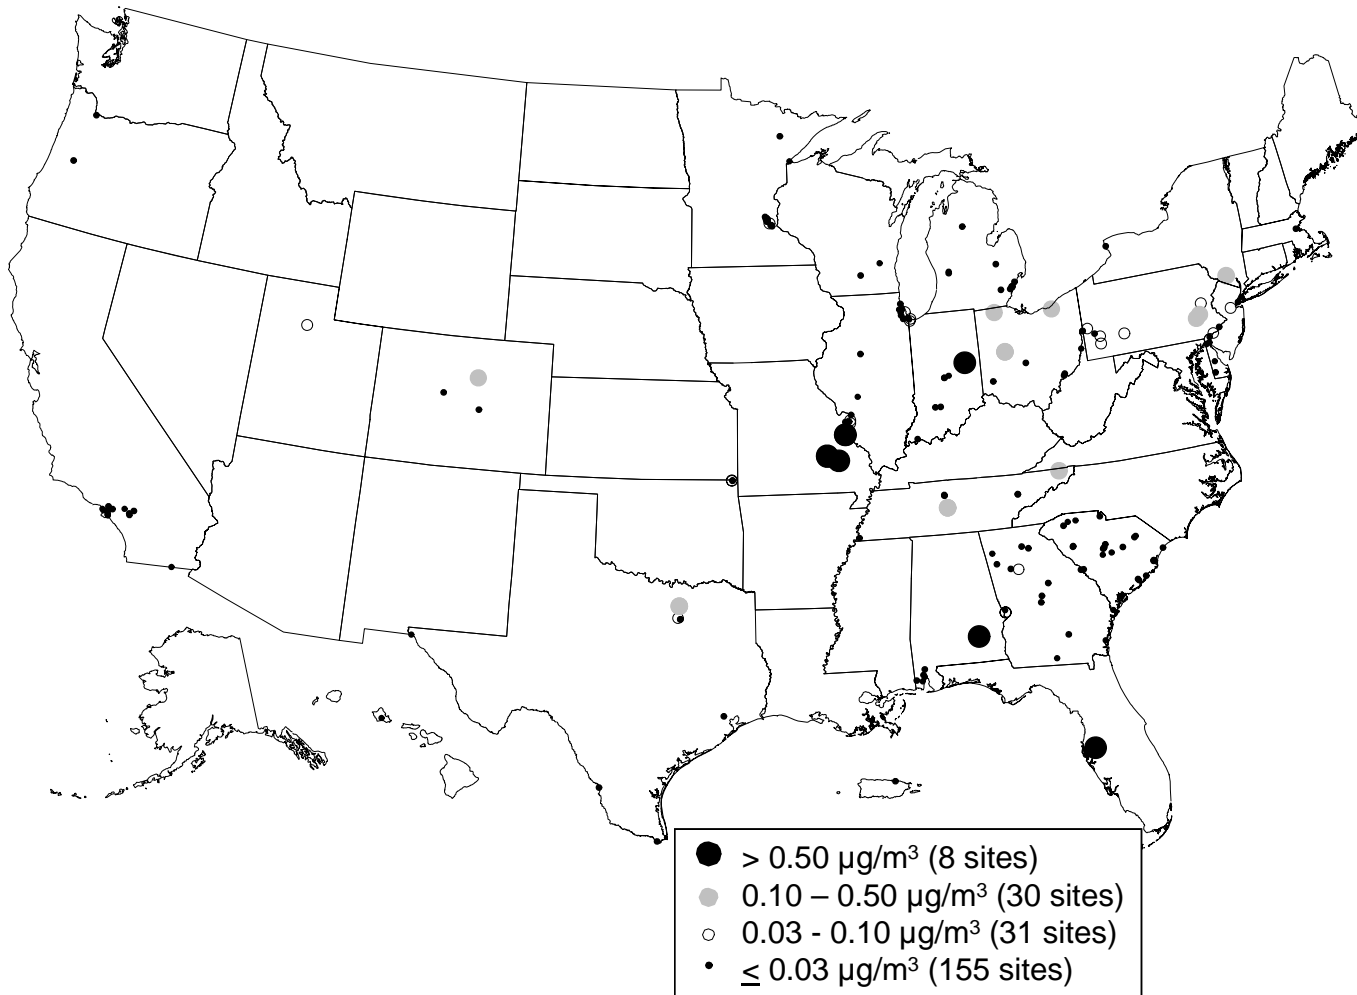 > 0.50 µg/m³ (8 sites)
0.10 – 0.50 µg/m³ (30 sites)
0.03 - 0.10 µg/m³ (31 sites)
≤ 0.03 µg/m³ (155 sites)